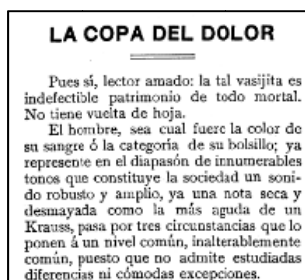 LA COPA DEL DOLOR
Pues sí, lector amado: la tal vasijita es
indefectible patrimonio de todo mortal.
No tiene vuelta de hoja.
El hombre, sea cual fuere la color de
su sangre ó la categoría de su bolsillo; ya
represente en el diapasón de innumerables
tonos que constituye la sociedad un soni-
do robusto y amplio, ya una nota seca y
desmayada como la más aguda de un
Krauss, pasa por tres circunstancias que lo
ponen á un nivel común, inalterablemente
común, puesto que no admite estudiadas
diferencias ni cómodas excepciones.